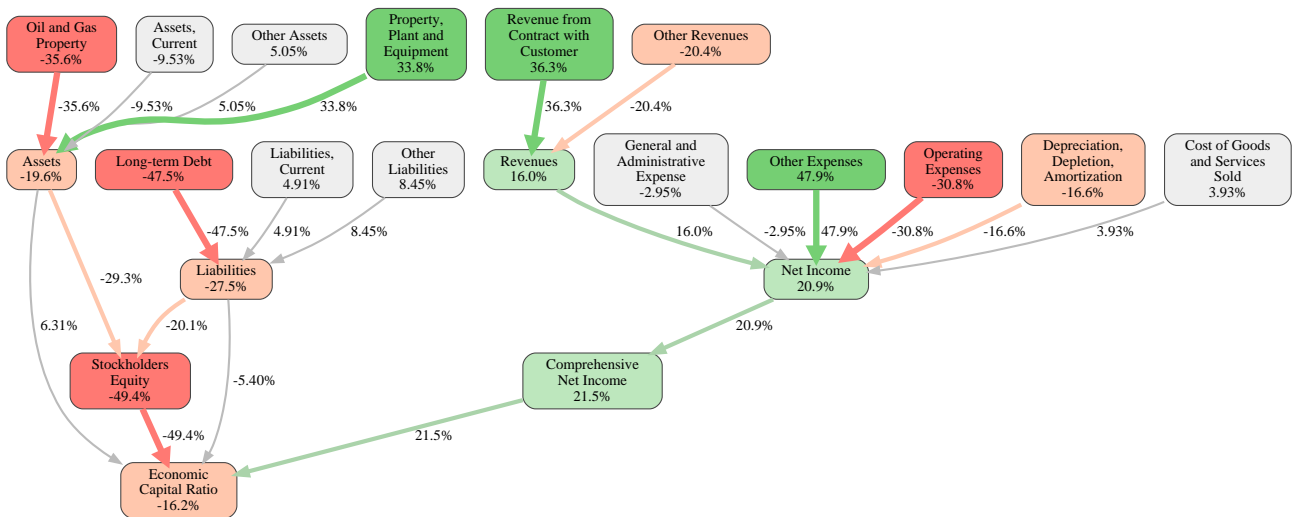 Oil and Gas
Property
-35.6%
Assets,
Current
-9.53%
Other Assets
5.05%
Property,
Plant and
Equipment
33.8%
Revenue from
Contract with
Customer
36.3%
Other Revenues
-20.4%
-35.6%
-9.53%
5.05%
33.8%
36.3%
-20.4%
Assets
-19.6%
Long-term Debt
-47.5%
Liabilities,
Current
4.91%
Other
Liabilities
8.45%
Revenues
16.0%
General and
Administrative
Expense
-2.95%
Other Expenses
47.9%
Operating
Expenses
-30.8%
Depreciation,
Depletion,
Amortization
-16.6%
Cost of Goods
and Services
Sold
3.93%
-47.5%
4.91%
8.45%
16.0%
-2.95%
47.9%
-30.8%
-16.6%
3.93%
-29.3%
Liabilities
-27.5%
Net Income
20.9%
6.31%
-20.1%
20.9%
Stockholders
Equity
-49.4%
-5.40%
Comprehensive
Net Income
21.5%
-49.4%
21.5%
Economic
Capital Ratio
-16.2%